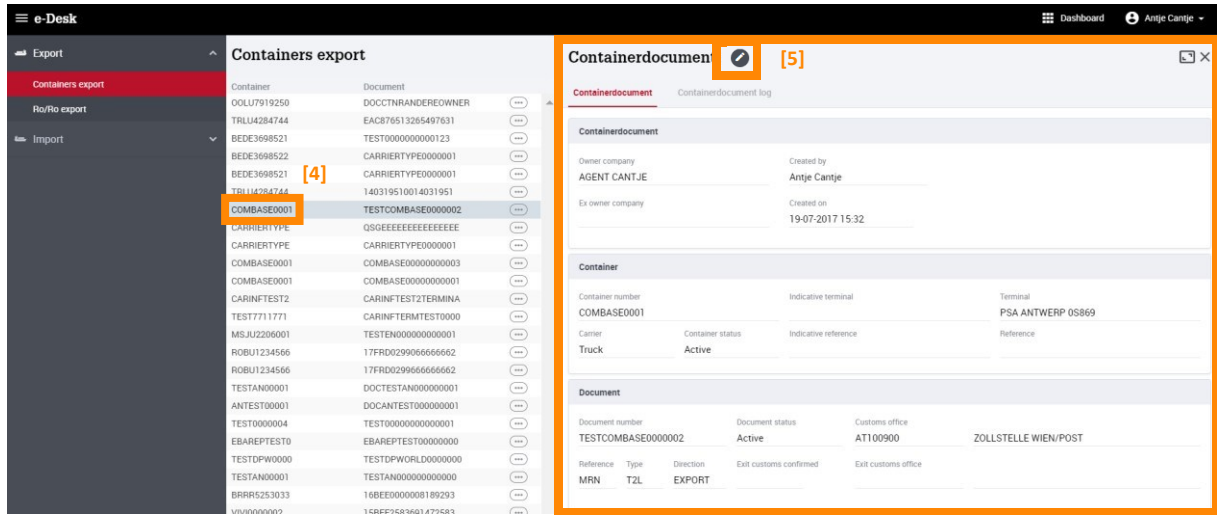 e-Desk
Dashboard
Antje Cantje
Export
Containers export
Ro/Ro export
Import
Containers export
Container Document
OOLU7919250 DOCCTNRANDEREOWNER
TRLU4284744 EAC876513265497631
BEDE3698521 TEST0000000000123
BEDE3698522 CARRIERTYPE0000001
BEDE3698521 CARRIERTYPE0000001
[4]
TRLU4284744 140319510014031951
COMBASE0001 TESTCOMBASE0000002
CARRIERTYPE QSGEEEEEEEEEEEEEE
CARRIERTYPE CARRIERTYPE0000001
COMBASE0001 COMBASE00000000003
COMBASE0001 COMBASE00000000001
CARINFTEST2 CARINFTEST2TERMINA
TEST7711771 CARINFTERMTEST0000
MSJU2206001 TESTEN000000000001
ROBU1234566 17FRD0299066666662
ROBU1234566 17FRD0299666666662
TESTAN00001 DOCTESTAN000000001
ANTEST00001 DOCANTEST000000001
TEST0000004 TEST00000000000001
EBAREPTEST0 EBAREPTEST00000000
TESTDPW0000 TESTDPWORLD0000000
TESTAN00001 TESTAN000000000000
BRRR5253033 16BEE0000008189293
VIVI0000002 15BEE2583691472583
Containerdocument
[5]
Containerdocument Containerdocument log
Containerdocument
Owner company Created by
AGENT CANTJE Antje Cantje
Ex owner company Created on
19-07-2017 15:32
Container
Container number Indicative terminal Terminal
COMBASE0001 PSA ANTWERP 0S869
Carrier Container status Indicative reference Reference
Truck Active
Document
Document number Document status Customs office
TESTCOMBASE0000002 Active AT100900 ZOLLSTELLE WIEN/POST
Reference Type Direction Exit customs confirmed Exit customs office
MRN T2L EXPORT